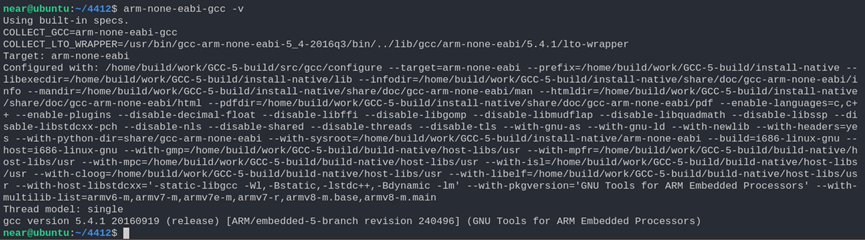 near@ubuntu:~/4412$ arm-none-eabi-gcc -v
Using built-in specs.
COLLECT_GCC=arm-none-eabi-gcc
COLLECT_LTO_WRAPPER=/usr/bin/gcc-arm-none-eabi-5_4-2016q3/bin/../lib/gcc/arm-none-eabi/5.4.1/lto-wrapper
Target: arm-none-eabi
Configured with: /home/build/work/GCC-5-build/src/gcc/configure --target=arm-none-eabi --prefix=/home/build/work/GCC-5-build/install-native --
libexecdir=/home/build/work/GCC-5-build/install-native/lib --infodir=/home/build/work/GCC-5-build/install-native/share/doc/gcc-arm-none-eabi/i
nfo --mandir=/home/build/work/GCC-5-build/install-native/share/doc/gcc-arm-none-eabi/man --htmldir=/home/build/work/GCC-5-build/install-native
/share/doc/gcc-arm-none-eabi/html --pdfdir=/home/build/work/GCC-5-build/install-native/share/doc/gcc-arm-none-eabi/pdf --enable-languages=c,c+
+ --enable-plugins --disable-decimal-float --disable-libffi --disable-libgomp --disable-libmudflap --disable-libquadmath --disable-libssp --di
sable-libstdcxx-pch --disable-nls --disable-shared --disable-threads --disable-tls --with-gnu-as --with-gnu-ld --with-newlib --with-headers=ye
s --with-python-dir=share/gcc-arm-none-eabi --with-sysroot=/home/build/work/GCC-5-build/install-native/arm-none-eabi --build=i686-linux-gnu --
host=i686-linux-gnu --with-gmp=/home/build/work/GCC-5-build/build-native/host-libs/usr --with-mpfr=/home/build/work/GCC-5-build/build-native/h
ost-libs/usr --with-mpc=/home/build/work/GCC-5-build/build-native/host-libs/usr --with-isl=/home/build/work/GCC-5-build/build-native/host-libs
/usr --with-cloog=/home/build/work/GCC-5-build/build-native/host-libs/usr --with-libelf=/home/build/work/GCC-5-build/build-native/host-libs/us
r --with-host-libstdcxx='-static-libgcc -Wl,-Bstatic,-lstdc++,-Bdynamic -lm' --with-pkgversion='GNU Tools for ARM Embedded Processors' --with-
multilib-list=armv6-m,armv7-m,armv7e-m,armv7-r,armv8-m.base,armv8-m.main
Thread model: single
gcc version 5.4.1 20160919 (release) [ARM/embedded-5-branch revision 240496] (GNU Tools for ARM Embedded Processors)
near@ubuntu:~/4412$